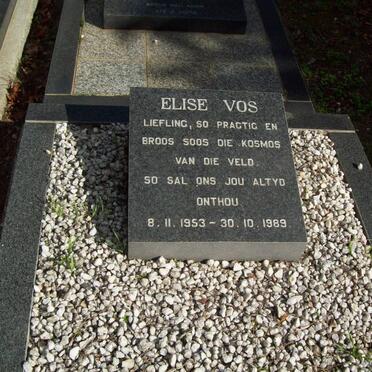 ELISE VOS
LIEFLING, SO PRAGTIG EN
BROOS SOOS DIE KOSMOS
VAN DIE VELD.
SO SAL ONS JOU ALTYD
ONTHOU.
8. 11. 1953 - 30. 10. 1989